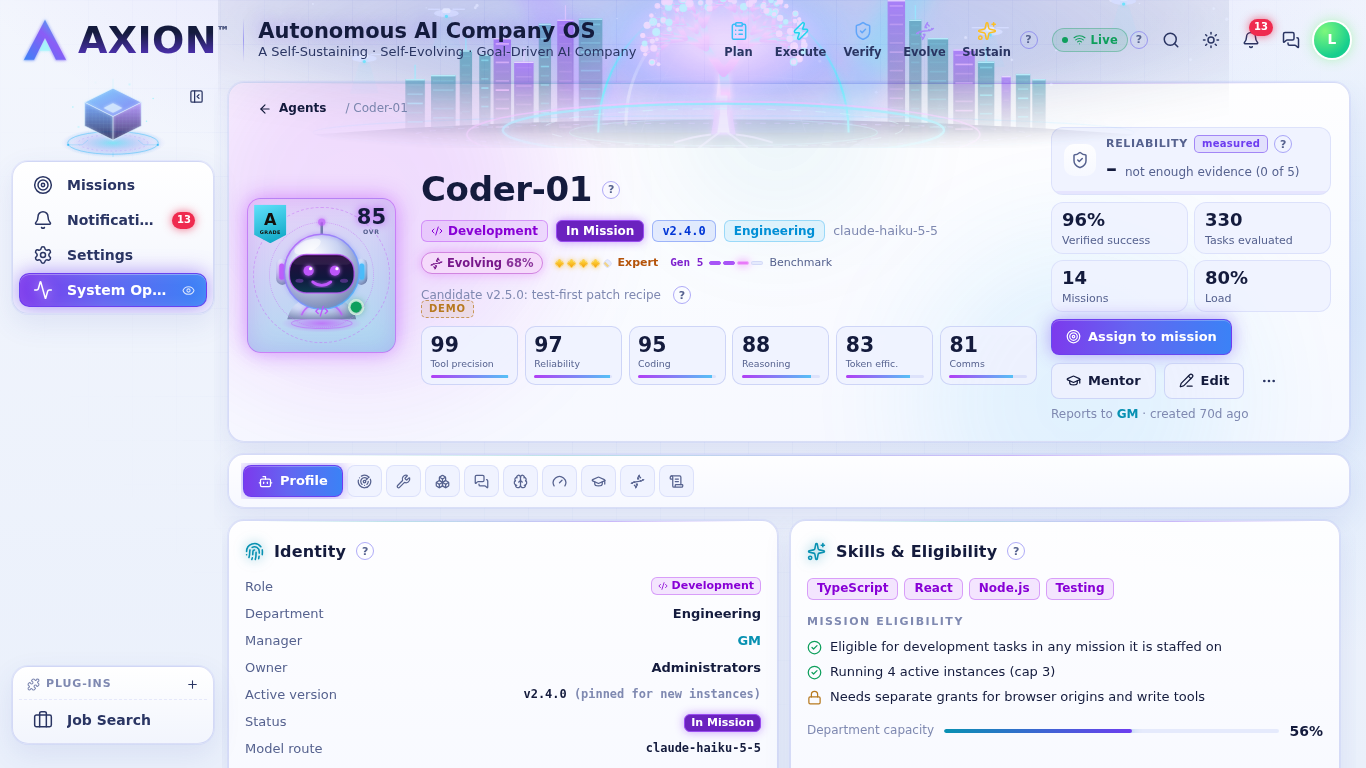 AXION™
Autonomous AI Company OS
A Self-Sustaining · Self-Evolving · Goal-Driven AI Company
Plan
Execute
Verify
Evolve
Sustain
?
Live
?
13
L
Missions
Notificati...
13
Settings
System Op...
PLUG-INS
+
Job Search
Agents / Coder-01
A
GRADE
85
OVR
Coder-01 ?
Development In Mission v2.4.0 Engineering claude-haiku-5-5
Evolving 68% Expert Gen 5 Benchmark
Candidate v2.5.0: test-first patch recipe ?
DEMO
99
Tool precision
97
Reliability
95
Coding
88
Reasoning
83
Token effic.
81
Comms
RELIABILITY measured ?
– not enough evidence (0 of 5)
96%
Verified success
330
Tasks evaluated
14
Missions
80%
Load
Assign to mission
Mentor
Edit
...
Reports to GM · created 70d ago
Profile
Identity ?
Role Development
Department Engineering
Manager GM
Owner Administrators
Active version v2.4.0 (pinned for new instances)
Status In Mission
Model route claude-haiku-5-5
Skills & Eligibility ?
TypeScript React Node.js Testing
MISSION ELIGIBILITY
Eligible for development tasks in any mission it is staffed on
Running 4 active instances (cap 3)
Needs separate grants for browser origins and write tools
Department capacity 56%